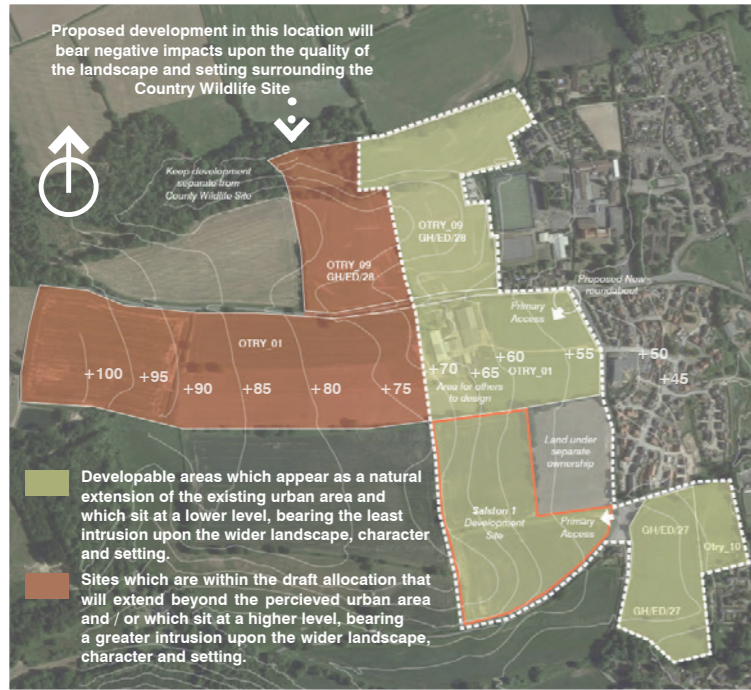 Proposed development in this location will
bear negative impacts upon the quality of
the landscape and setting surrounding the
Country Wildlife Site
Keep development
separate from
County Wildlife Site
OTRY_09
GH/ED/28
OTRY_09
GH/ED/28
Proposed New
roundabout
Primary
Access
OTRY_01
+100
+95
+90
+85
+80
+75
+70
+65
+60
+55
+50
+45
OTRY_01
Area for others
to design
Land under
separate
ownership
Salston 1
Development
Site
Primary
Access
GH/ED/27
Otry_10
GH/ED/27
Developable areas which appear as a natural
extension of the existing urban area and
which sit at a lower level, bearing the least
intrusion upon the wider landscape, character
and setting.
Sites which are within the draft allocation that
will extend beyond the percieved urban area
and / or which sit at a higher level, bearing
a greater intrusion upon the wider landscape,
character and setting.